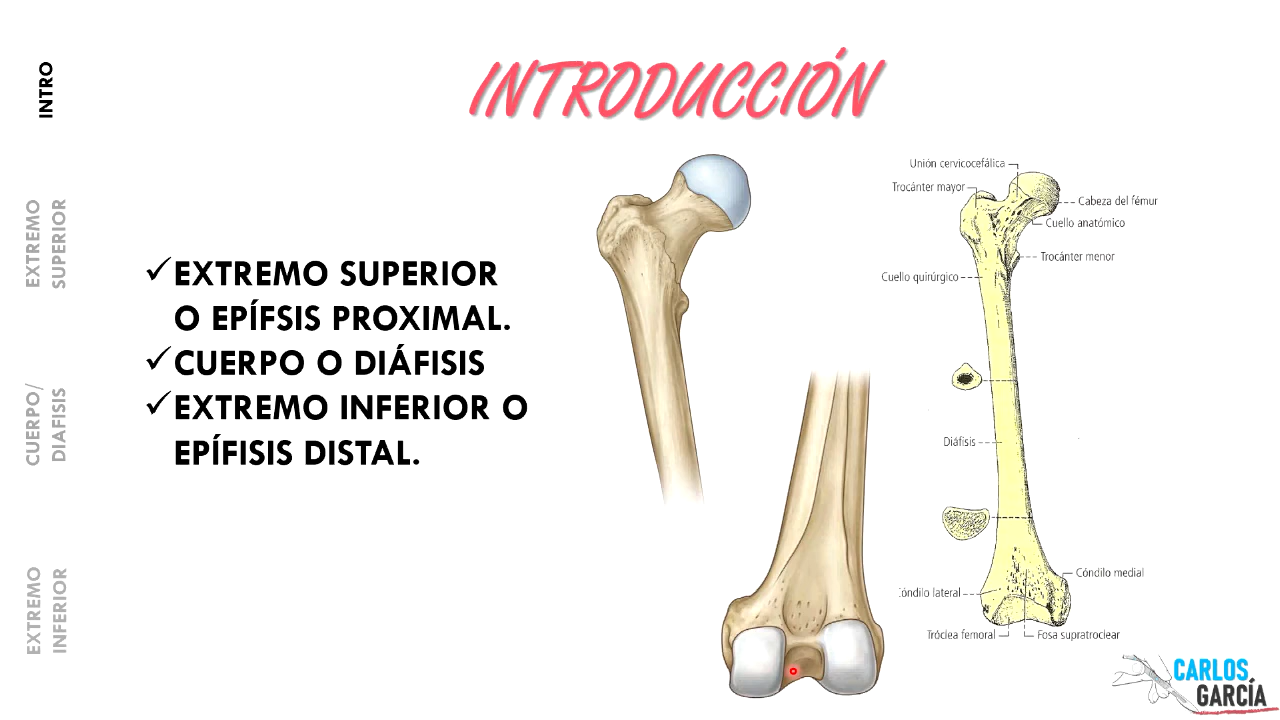 INTRODUCCIÓN
INTRO
EXTREMO
SUPERIOR
CUERPO/
DIAFISIS
EXTREMO
INFERIOR
✓EXTREMO SUPERIOR
O EPÍFSIS PROXIMAL.
✓CUERPO O DIÁFISIS
✓EXTREMO INFERIOR O
EPÍFISIS DISTAL.
Unión cervicocefálica
Trocánter mayor
Cabeza del fémur
Cuello anatómico
Trocánter menor
Cuello quirúrgico
Diáfisis
Cóndilo medial
Cóndilo lateral
Tróclea femoral
Fosa supratroclear
CARLOS
GARCÍA